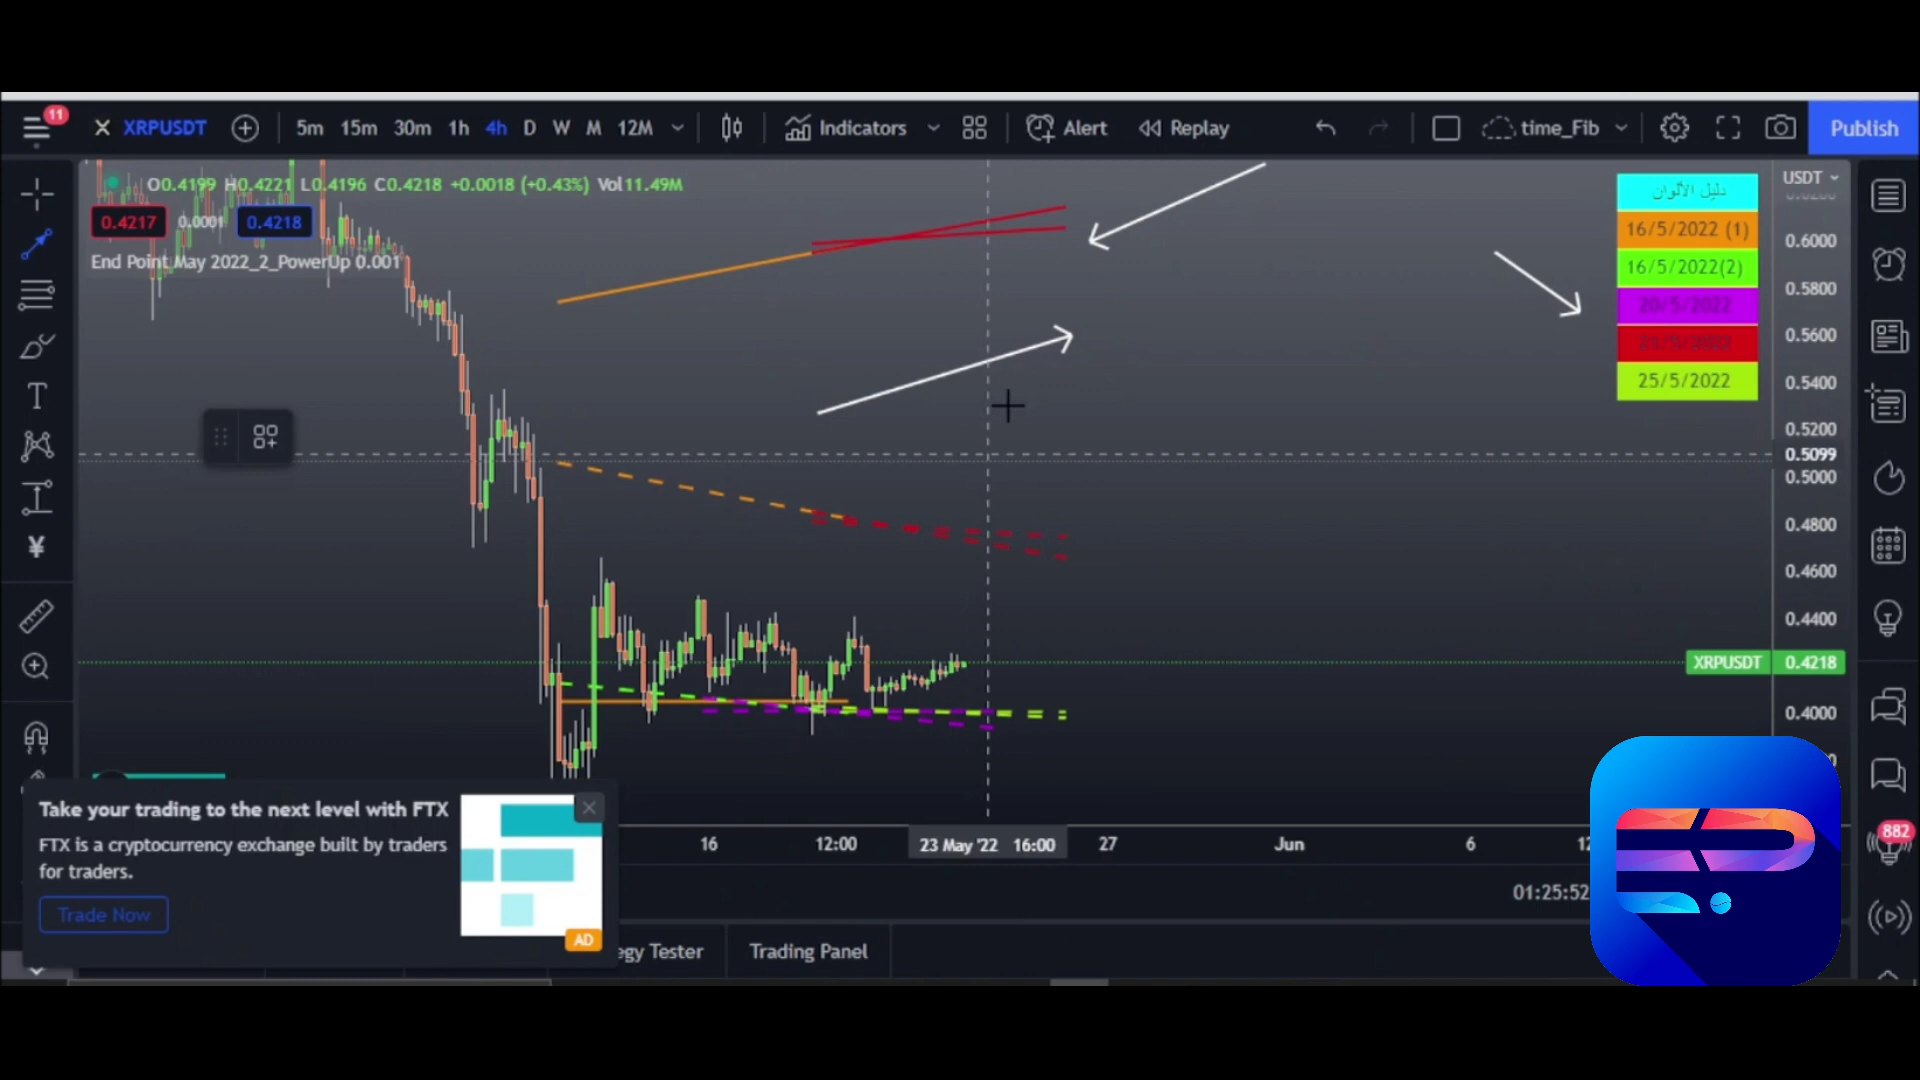 11
XRPUSDT 5m 15m 30m 1h 4h D W M 12M Indicators Alert Replay time_Fib Publish
O0.4199 H0.4221 L0.4196 C0.4218 +0.0018 (+0.43%) Vol11.49M
0.4217 0.0001 0.4218
End Point May 2022_2_PowerUp 0.001
دليل الألوان
16/5/2022 (1)
16/5/2022(2)
20/5/2022
25/5/2022
USDT
0.6000
0.5800
0.5600
0.5400
0.5200
0.5099
0.5000
0.4800
0.4600
0.4400
XRPUSDT 0.4218
0.4000
Take your trading to the next level with FTX
FTX is a cryptocurrency exchange built by traders
for traders.
Trade Now
AD
16 12:00 23 May '22 16:00 27 Jun 6
882
01:25:52
egy Tester Trading Panel